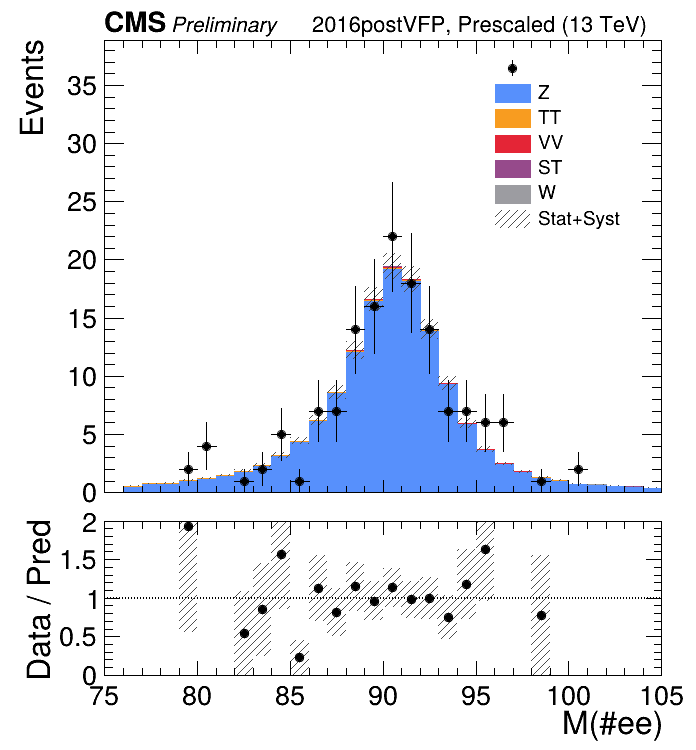 CMS Preliminary 2016postVFP, Prescaled (13 TeV)
Events
35
30
25
20
15
10
5
0
Z
TT
VV
ST
W
Stat+Syst
Data / Pred
2
1.5
1
0.5
0
75 80 85 90 95 100 105
M(#ee)